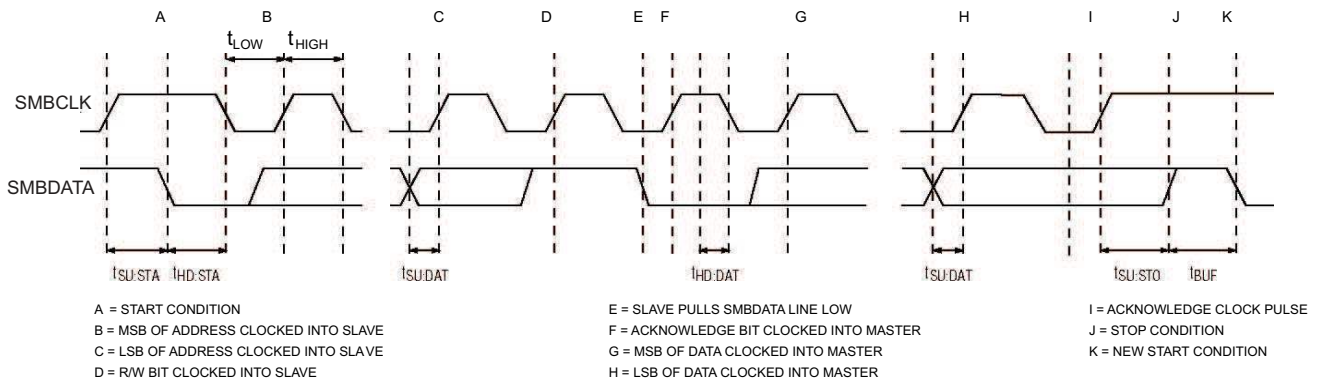 A B C D E F G H I J K
tLOW tHIGH
SMBCLK
SMBDATA
tSU:STA tHD:STA tSU:DAT tHD:DAT tSU:DAT tSU:STO tBUF
A = START CONDITION
B = MSB OF ADDRESS CLOCKED INTO SLAVE
C = LSB OF ADDRESS CLOCKED INTO SLAVE
D = R/W BIT CLOCKED INTO SLAVE
E = SLAVE PULLS SMBDATA LINE LOW
F = ACKNOWLEDGE BIT CLOCKED INTO MASTER
G = MSB OF DATA CLOCKED INTO MASTER
H = LSB OF DATA CLOCKED INTO MASTER
I = ACKNOWLEDGE CLOCK PULSE
J = STOP CONDITION
K = NEW START CONDITION